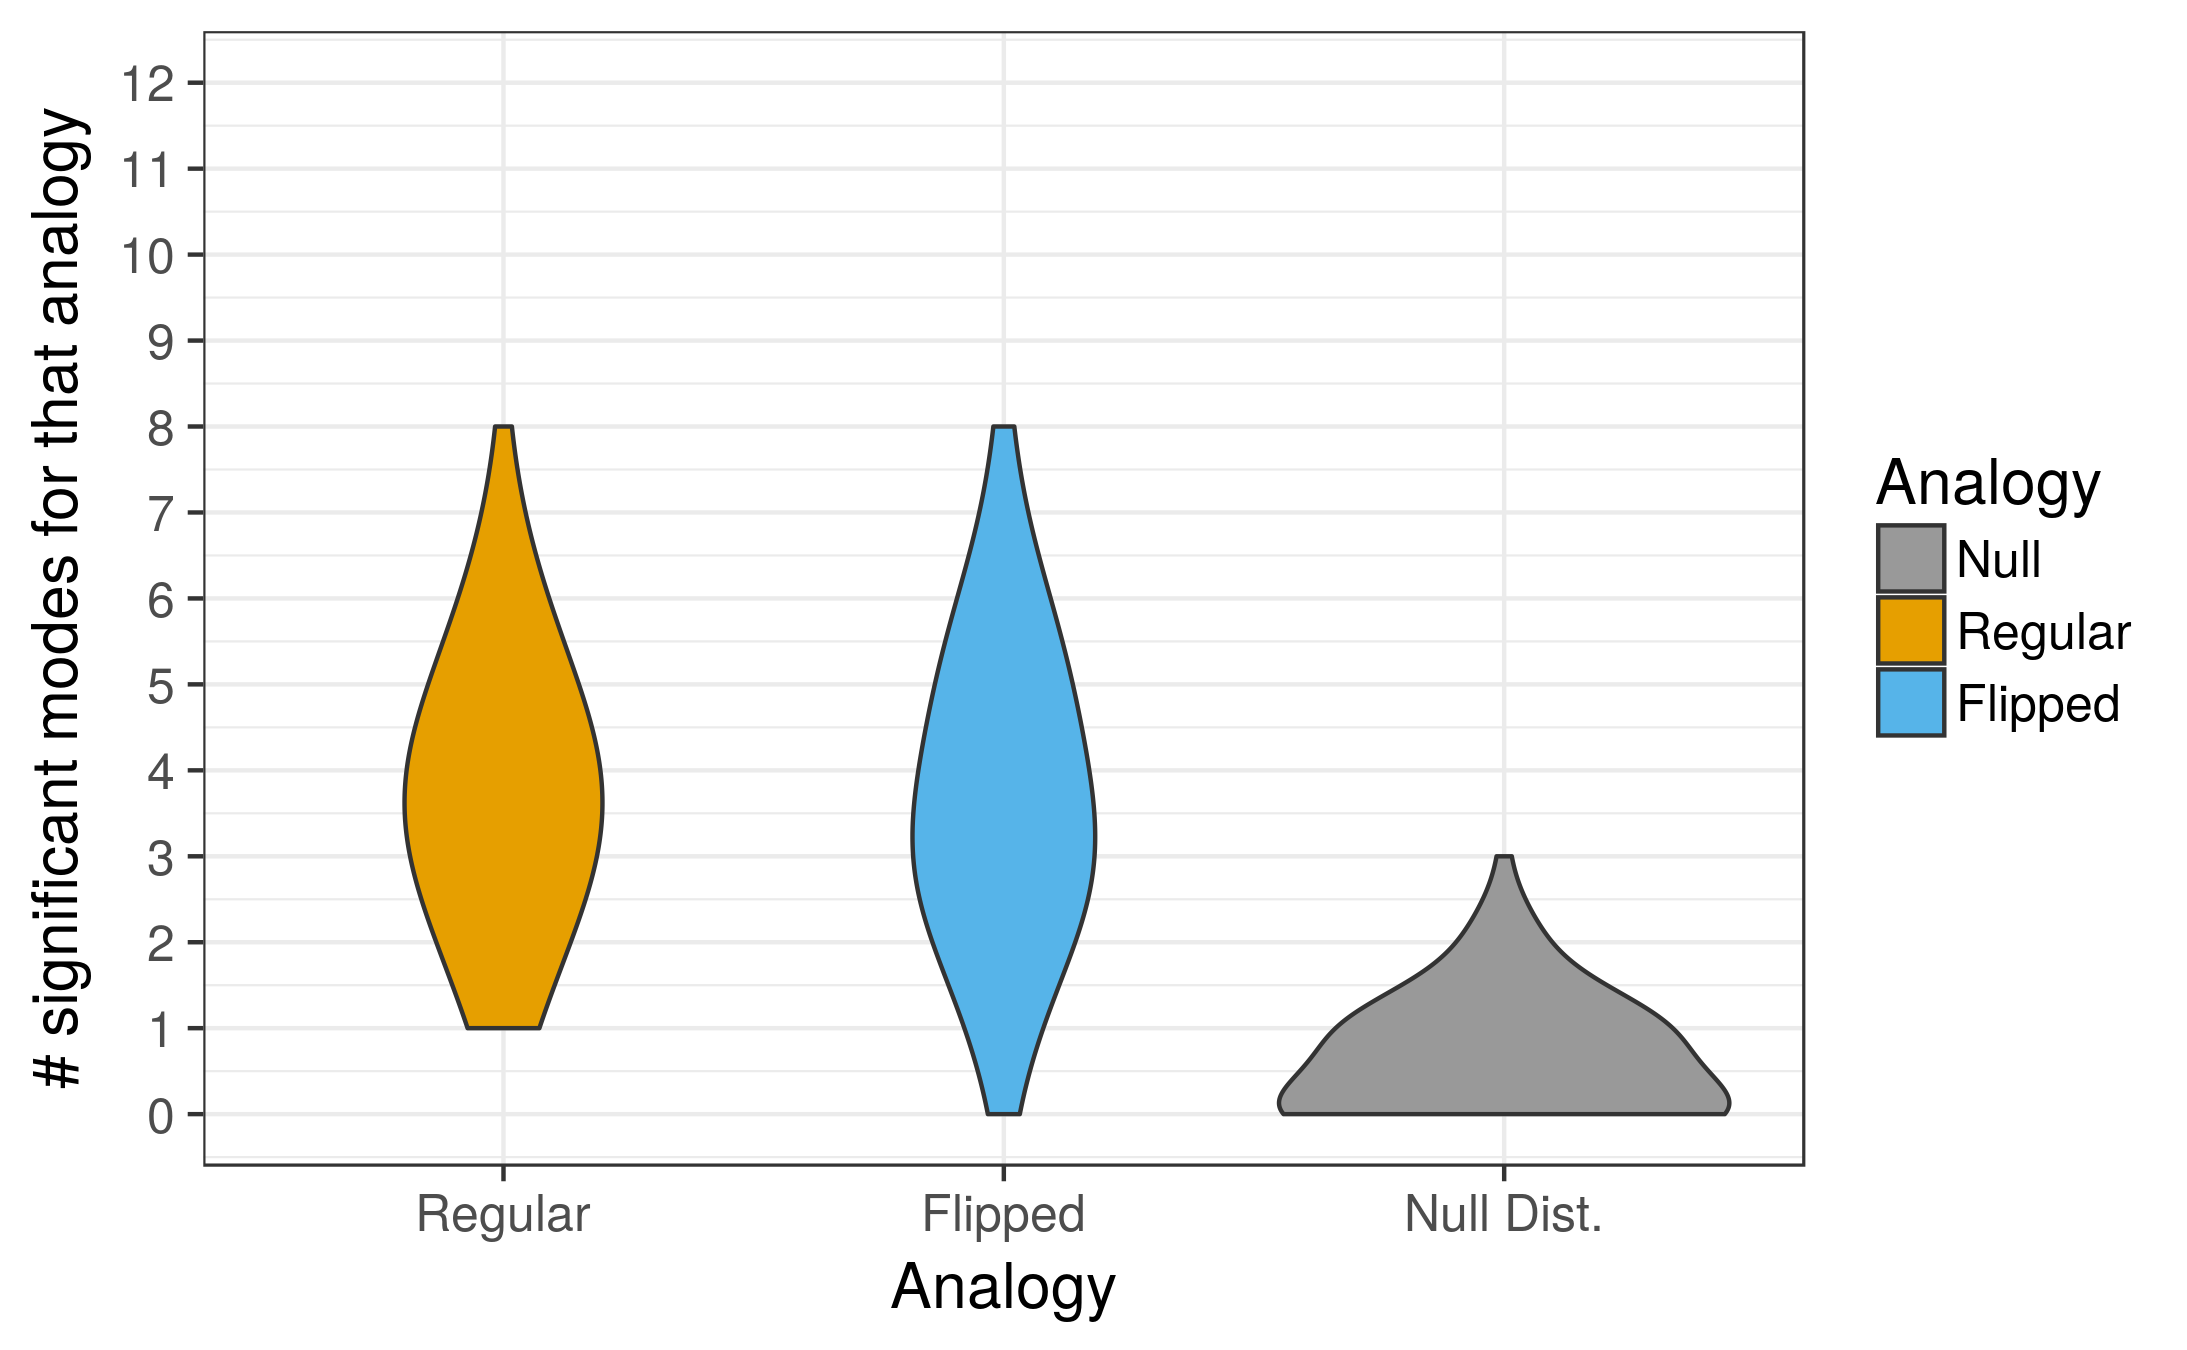 # significant modes for that analogy
12
11
10
9
8
7
6
5
4
3
2
1
0
Regular Flipped Null Dist.
Analogy
Analogy
Null
Regular
Flipped